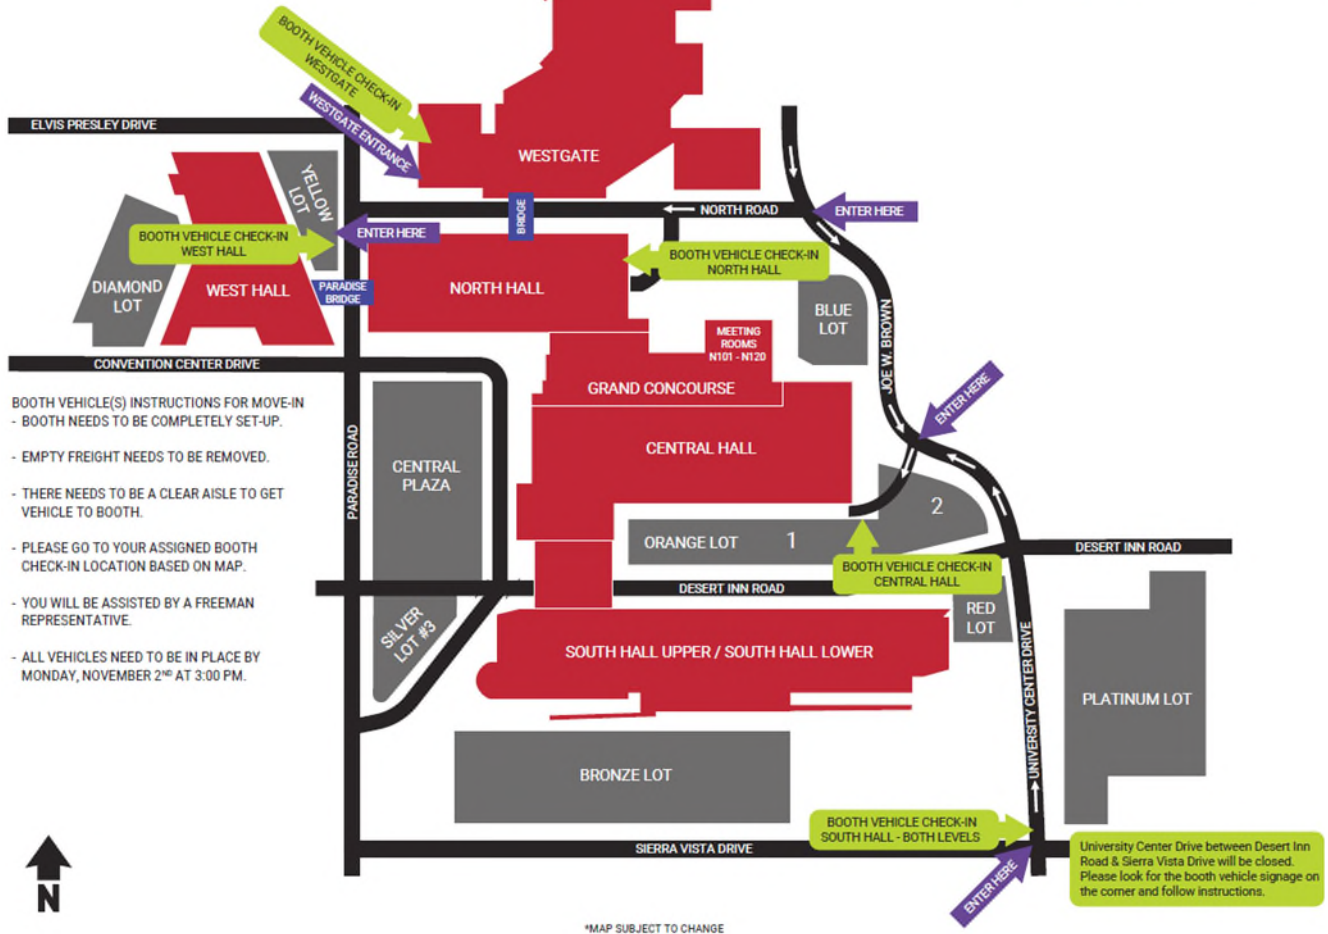 BOOTH VEHICLE CHECK-IN
WESTGATE
WESTGATE ENTRANCE
ELVIS PRESLEY DRIVE
WESTGATE
YELLOW
LOT
BRIDGE
NORTH ROAD
ENTER HERE
BOOTH VEHICLE CHECK-IN
WEST HALL
ENTER HERE
BOOTH VEHICLE CHECK-IN
NORTH HALL
DIAMOND
LOT
WEST HALL
PARADISE
BRIDGE
NORTH HALL
BLUE
LOT
MEETING
ROOMS
N101 - N120
JOE W. BROWN
CONVENTION CENTER DRIVE
GRAND CONCOURSE
ENTER HERE
BOOTH VEHICLE(S) INSTRUCTIONS FOR MOVE-IN
- BOOTH NEEDS TO BE COMPLETELY SET-UP.
- EMPTY FREIGHT NEEDS TO BE REMOVED.
- THERE NEEDS TO BE A CLEAR AISLE TO GET
VEHICLE TO BOOTH.
- PLEASE GO TO YOUR ASSIGNED BOOTH
CHECK-IN LOCATION BASED ON MAP.
- YOU WILL BE ASSISTED BY A FREEMAN
REPRESENTATIVE.
- ALL VEHICLES NEED TO BE IN PLACE BY
MONDAY, NOVEMBER 2ND AT 3:00 PM.
PARADISE ROAD
CENTRAL
PLAZA
CENTRAL HALL
2
ORANGE LOT 1
DESERT INN ROAD
BOOTH VEHICLE CHECK-IN
CENTRAL HALL
DESERT INN ROAD
SILVER
LOT #3
RED
LOT
SOUTH HALL UPPER / SOUTH HALL LOWER
UNIVERSITY CENTER DRIVE
PLATINUM LOT
BRONZE LOT
BOOTH VEHICLE CHECK-IN
SOUTH HALL - BOTH LEVELS
SIERRA VISTA DRIVE
ENTER HERE
University Center Drive between Desert Inn
Road & Sierra Vista Drive will be closed.
Please look for the booth vehicle signage on
the corner and follow instructions.
N
*MAP SUBJECT TO CHANGE